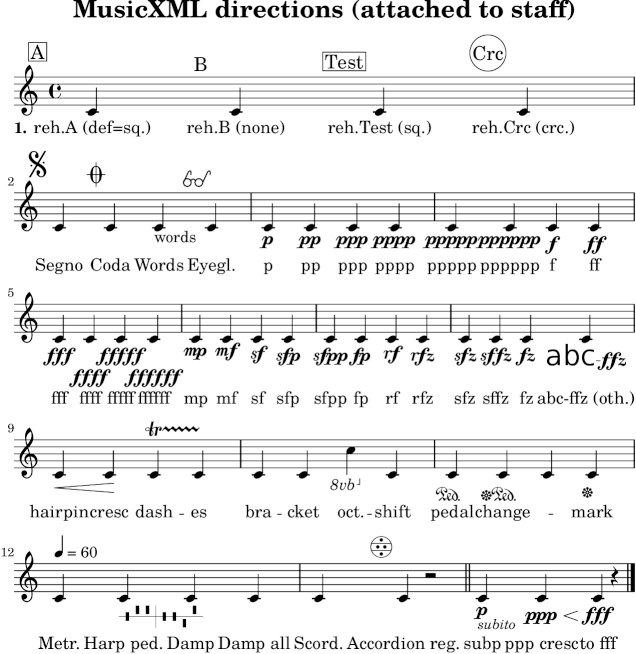 MusicXML directions (attached to staff)
A B Test Crc
1. reh.A (def=sq.) reh.B (none) reh.Test (sq.) reh.Crc (crc.)
2
words
p pp ppp pppp ppppp pppppp f ff
Segno Coda Words Eyegl. p pp ppp pppp ppppp pppppp f ff
5
fff fffff mp mf sf sfp sfpp fp rf rfz sfz sffz fz abc-ffz
ffff ffffff
fff ffff fffff ffffff mp mf sf sfp sfpp fp rf rfz sfz sffz fz abc-ffz (oth.)
9
tr
8vb
Ped. Ped.
hairpincresc dash - es bra - cket oct. - shift pedalchange - mark
12
= 60
p ppp < fff
subito
Metr. Harp ped. Damp Damp all Scord. Accordion reg. subp ppp crescto fff